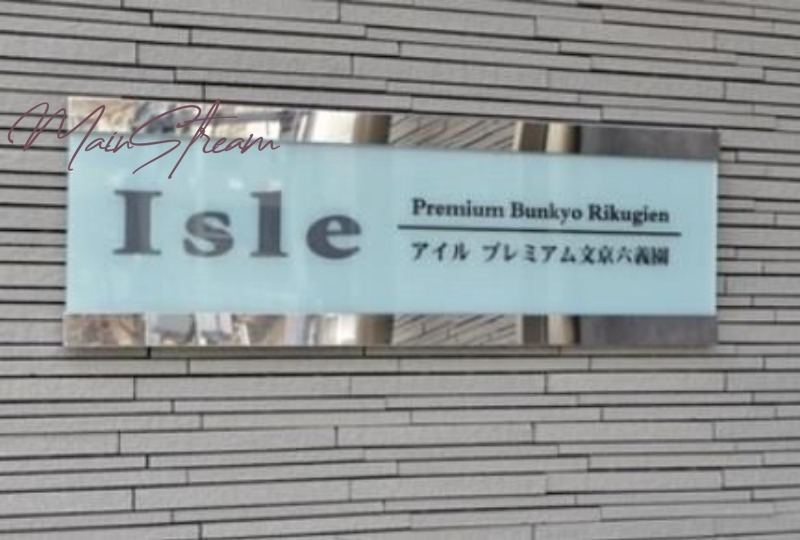 MainStream
Isle
Premium Bunkyo Rikugien
アイル プレミアム文京六義園